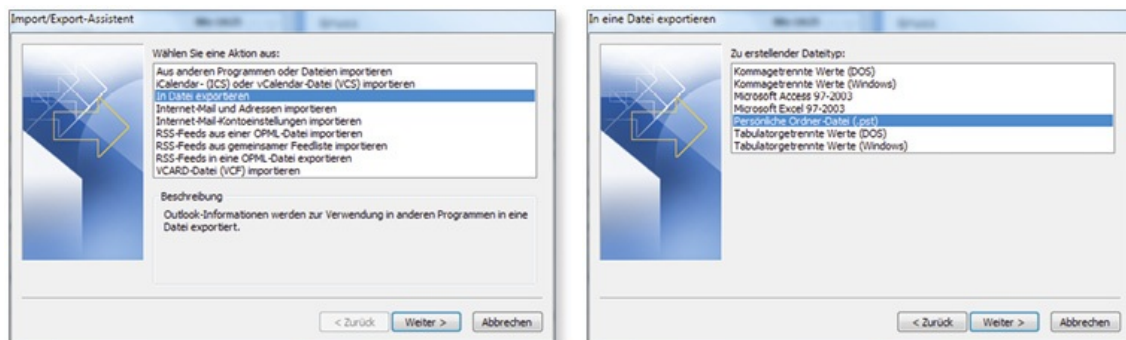 Import/Export-Assistent
Wählen Sie eine Aktion aus:
Aus anderen Programmen oder Dateien importieren
iCalendar- (ICS) oder vCalendar-Datei (VCS) importieren
In Datei exportieren
Internet-Mail und Adressen importieren
Internet-Mail-Kontoeinstellungen importieren
RSS-Feeds aus einer OPML-Datei importieren
RSS-Feeds aus gemeinsamer Feedliste importieren
RSS-Feeds in eine OPML-Datei exportieren
VCARD-Datei (VCF) importieren
Beschreibung
Outlook-Informationen werden zur Verwendung in anderen Programmen in eine
Datei exportiert.
< Zurück
Weiter >
Abbrechen
In eine Datei exportieren
Zu erstellender Dateityp:
Kommagetrennte Werte (DOS)
Kommagetrennte Werte (Windows)
Microsoft Access 97-2003
Microsoft Excel 97-2003
Persönliche Ordner-Datei (.pst)
Tabulatorgetrennte Werte (DOS)
Tabulatorgetrennte Werte (Windows)
< Zurück
Weiter >
Abbrechen